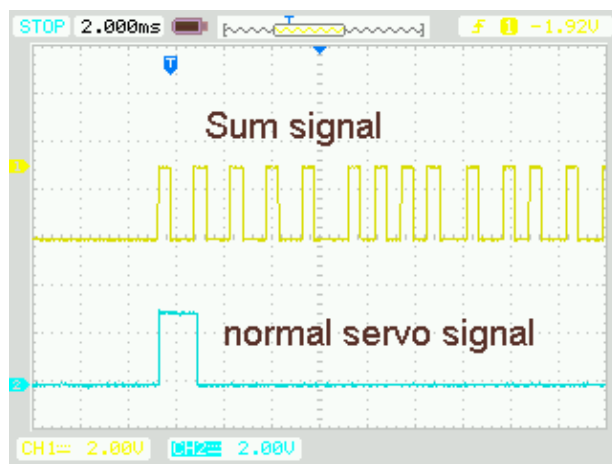 STOP 2.000ms T 1 -1.92V
T
Sum signal
1
normal servo signal
2
CH1 2.00V CH2 2.00V